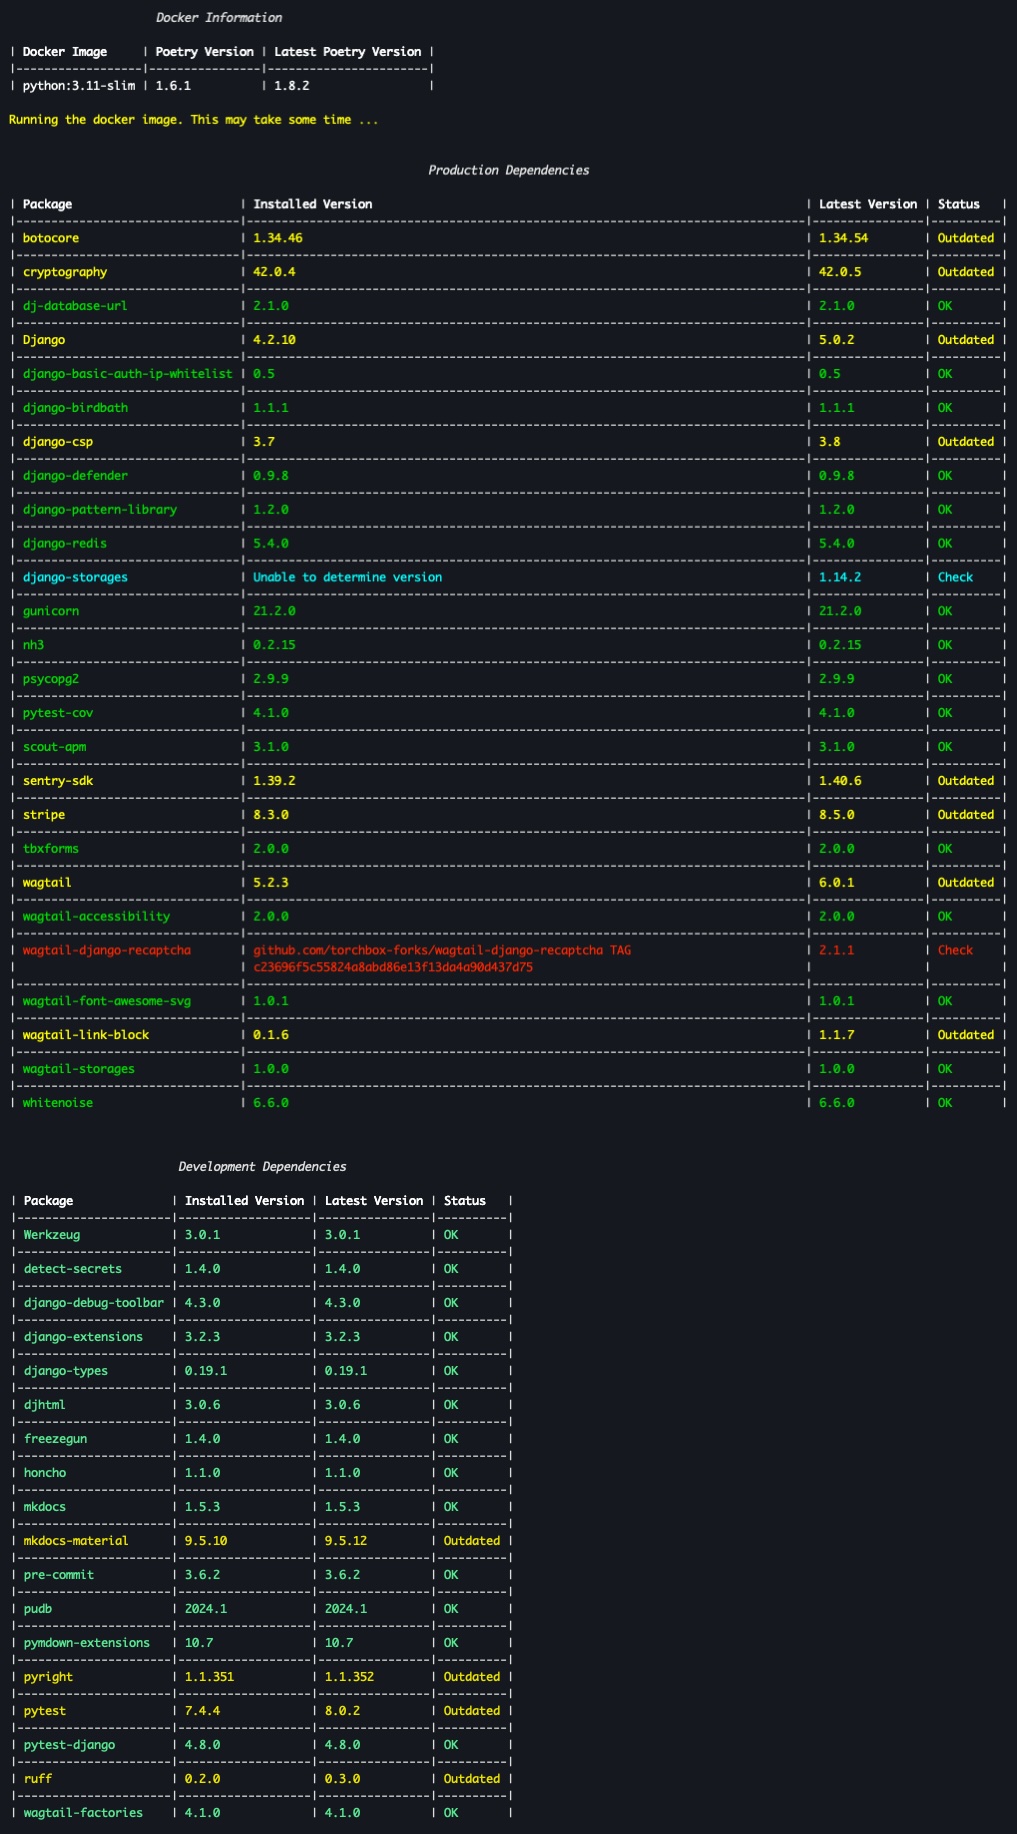 Docker Information
| Docker Image | Poetry Version | Latest Poetry Version |
|------------------|----------------|-----------------------|
| python:3.11-slim | 1.6.1 | 1.8.2 |
Running the docker image. This may take some time ...
Production Dependencies
| Package | Installed Version | Latest Version | Status |
| botocore | 1.34.46 | 1.34.54 | Outdated |
| cryptography | 42.0.4 | 42.0.5 | Outdated |
| dj-database-url | 2.1.0 | 2.1.0 | OK |
| Django | 4.2.10 | 5.0.2 | Outdated |
| django-basic-auth-ip-whitelist | 0.5 | 0.5 | OK |
| django-birdbath | 1.1.1 | 1.1.1 | OK |
| django-csp | 3.7 | 3.8 | Outdated |
| django-defender | 0.9.8 | 0.9.8 | OK |
| django-pattern-library | 1.2.0 | 1.2.0 | OK |
| django-redis | 5.4.0 | 5.4.0 | OK |
| django-storages | Unable to determine version | 1.14.2 | Check |
| gunicorn | 21.2.0 | 21.2.0 | OK |
| nh3 | 0.2.15 | 0.2.15 | OK |
| psycopg2 | 2.9.9 | 2.9.9 | OK |
| pytest-cov | 4.1.0 | 4.1.0 | OK |
| scout-apm | 3.1.0 | 3.1.0 | OK |
| sentry-sdk | 1.39.2 | 1.40.6 | Outdated |
| stripe | 8.3.0 | 8.5.0 | Outdated |
| tbxforms | 2.0.0 | 2.0.0 | OK |
| wagtail | 5.2.3 | 6.0.1 | Outdated |
| wagtail-accessibility | 2.0.0 | 2.0.0 | OK |
| wagtail-django-recaptcha | github.com/torchbox-forks/wagtail-django-recaptcha TAG | 2.1.1 | Check |
| | c23696f5c55824a8abd86e13f13da4a90d437d75 | | |
| wagtail-font-awesome-svg | 1.0.1 | 1.0.1 | OK |
| wagtail-link-block | 0.1.6 | 1.1.7 | Outdated |
| wagtail-storages | 1.0.0 | 1.0.0 | OK |
| whitenoise | 6.6.0 | 6.6.0 | OK |
Development Dependencies
| Package | Installed Version | Latest Version | Status |
| Werkzeug | 3.0.1 | 3.0.1 | OK |
| detect-secrets | 1.4.0 | 1.4.0 | OK |
| django-debug-toolbar | 4.3.0 | 4.3.0 | OK |
| django-extensions | 3.2.3 | 3.2.3 | OK |
| django-types | 0.19.1 | 0.19.1 | OK |
| djhtml | 3.0.6 | 3.0.6 | OK |
| freezegun | 1.4.0 | 1.4.0 | OK |
| honcho | 1.1.0 | 1.1.0 | OK |
| mkdocs | 1.5.3 | 1.5.3 | OK |
| mkdocs-material | 9.5.10 | 9.5.12 | Outdated |
| pre-commit | 3.6.2 | 3.6.2 | OK |
| pudb | 2024.1 | 2024.1 | OK |
| pymdown-extensions | 10.7 | 10.7 | OK |
| pyright | 1.1.351 | 1.1.352 | Outdated |
| pytest | 7.4.4 | 8.0.2 | Outdated |
| pytest-django | 4.8.0 | 4.8.0 | OK |
| ruff | 0.2.0 | 0.3.0 | Outdated |
| wagtail-factories | 4.1.0 | 4.1.0 | OK |